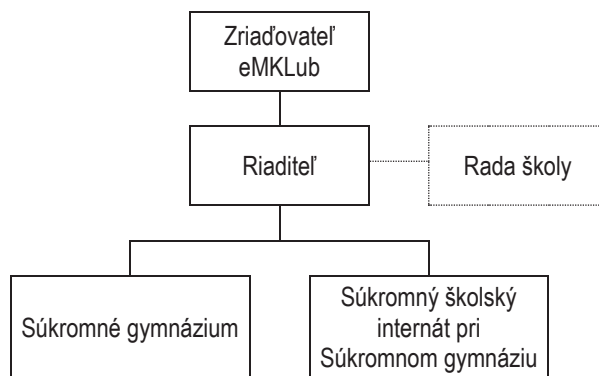 Zriaďovateľ
eMKLub
Riaditeľ
Rada školy
Súkromné gymnázium
Súkromný školský
internát pri
Súkromnom gymnáziu